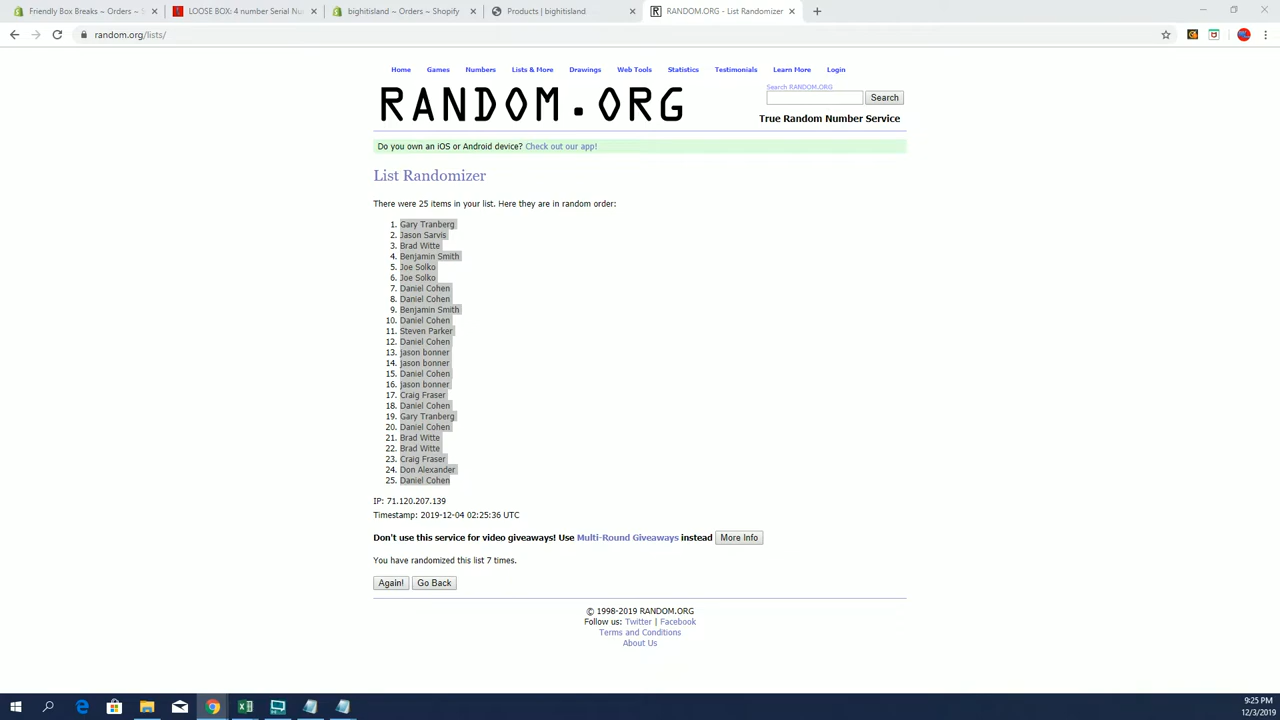 Friendly Box Breaks ~ Orders ~ S
LOOSE BOX: 4 number Serial Nu
bighitisland ~ Orders ~ Shopify
Products | bighitisland
RANDOM.ORG - List Randomizer
random.org/lists/
Home Games Numbers Lists & More Drawings Web Tools Statistics Testimonials Learn More Login
RANDOM.ORG
Search RANDOM.ORG
Search
True Random Number Service
Do you own an iOS or Android device? Check out our app!
List Randomizer
There were 25 items in your list. Here they are in random order:
1. Gary Tranberg
2. Jason Sarvis
3. Brad Witte
4. Benjamin Smith
5. Joe Solko
6. Joe Solko
7. Daniel Cohen
8. Daniel Cohen
9. Benjamin Smith
10. Daniel Cohen
11. Steven Parker
12. Daniel Cohen
13. jason bonner
14. jason bonner
15. Daniel Cohen
16. jason bonner
17. Craig Fraser
18. Daniel Cohen
19. Gary Tranberg
20. Daniel Cohen
21. Brad Witte
22. Brad Witte
23. Craig Fraser
24. Don Alexander
25. Daniel Cohen
IP: 71.120.207.139
Timestamp: 2019-12-04 02:25:36 UTC
Don't use this service for video giveaways! Use Multi-Round Giveaways instead More Info
You have randomized this list 7 times.
Again! Go Back
© 1998-2019 RANDOM.ORG
Follow us: Twitter | Facebook
Terms and Conditions
About Us
9:25 PM
12/3/2019